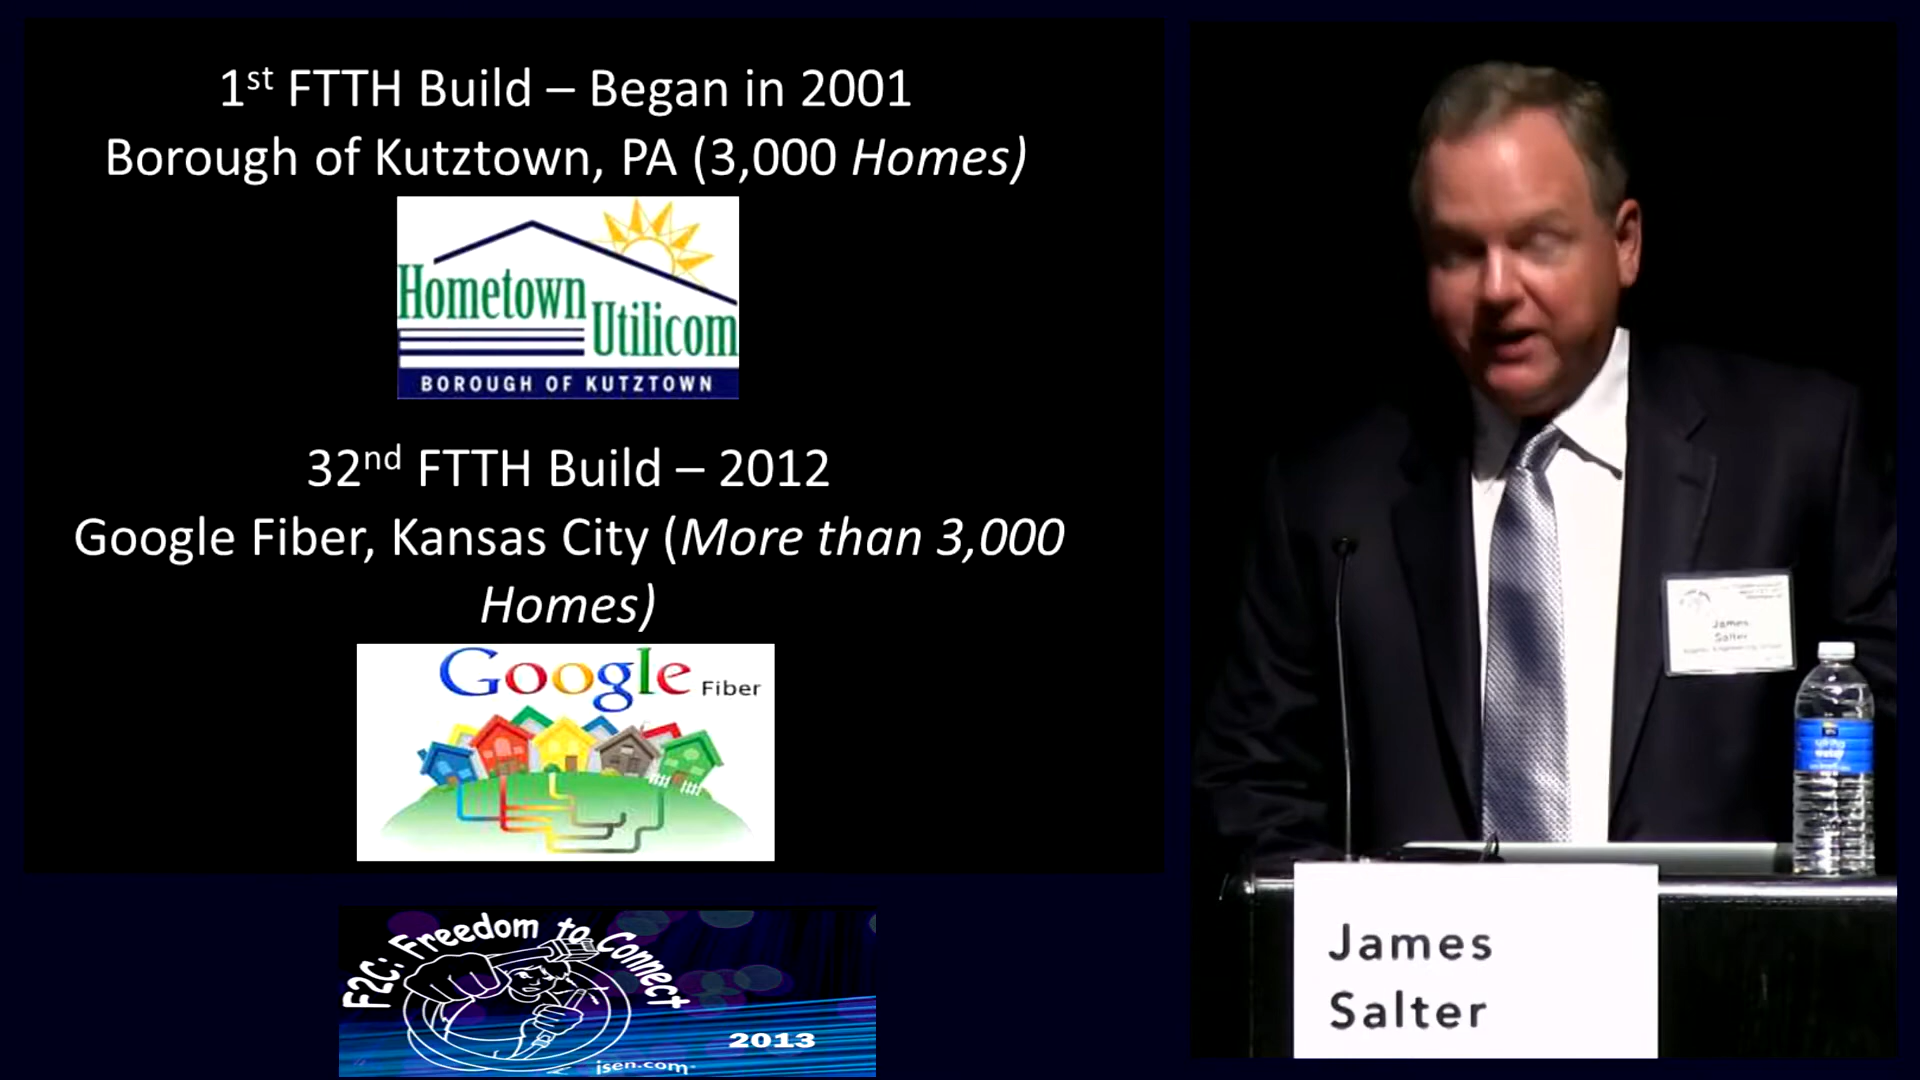 1st FTTH Build – Began in 2001
Borough of Kutztown, PA (3,000 Homes)
Hometown
Utilicom
BOROUGH OF KUTZTOWN
32nd FTTH Build – 2012
Google Fiber, Kansas City (More than 3,000
Homes)
Google Fiber
F2C: Freedom to Connect
2013
isen.com
James
Salter
James
Salter